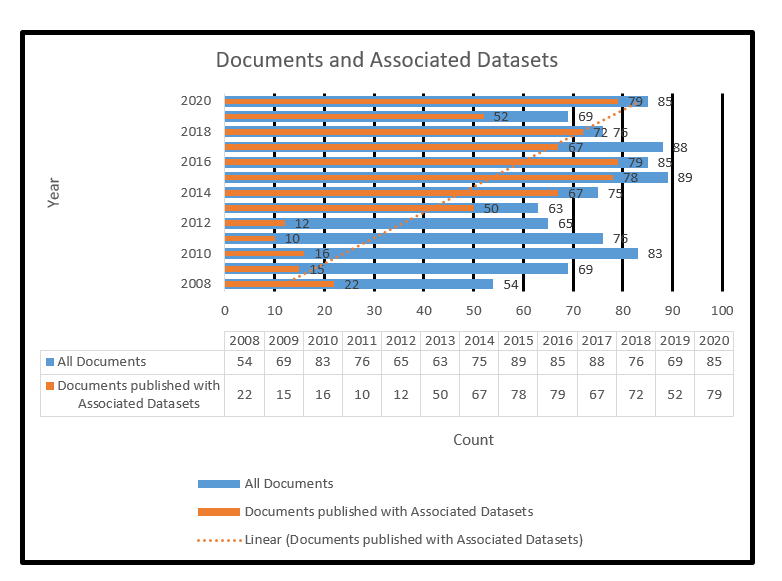 Documents and Associated Datasets
2020 79 85
52 69
2018 72 76
67 88
2016 79 85
78 89
2014 67 75
50 63
2012 12 65
10 76
2010 16 83
15 69
2008 22 54
Year
0 10 20 30 40 50 60 70 80 90 100
2008 2009 2010 2011 2012 2013 2014 2015 2016 2017 2018 2019 2020
All Documents 54 69 83 76 65 63 75 89 85 88 76 69 85
Documents published with
Associated Datasets 22 15 16 10 12 50 67 78 79 67 72 52 79
Count
All Documents
Documents published with Associated Datasets
Linear (Documents published with Associated Datasets)